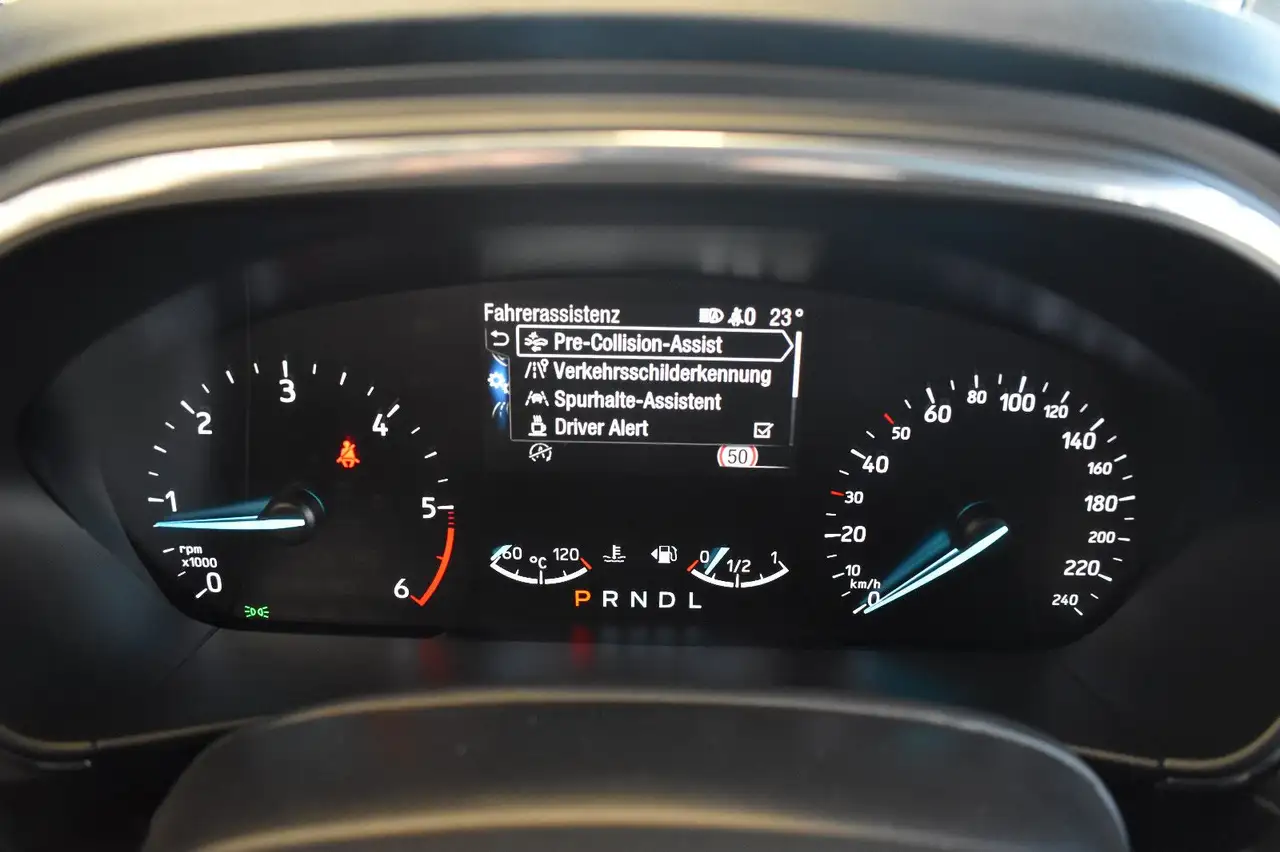 Fahrerassistenz 0 23°
Pre-Collision-Assist
Verkehrsschilderkennung
Spurhalte-Assistent
Driver Alert
50
0 1 2 3 4 5 6
rpm
x1000
60 °C 120
0 1/2 1
P R N D L
0 10 20 30 40 50 60 80 100 120 140 160 180 200 220 240
km/h